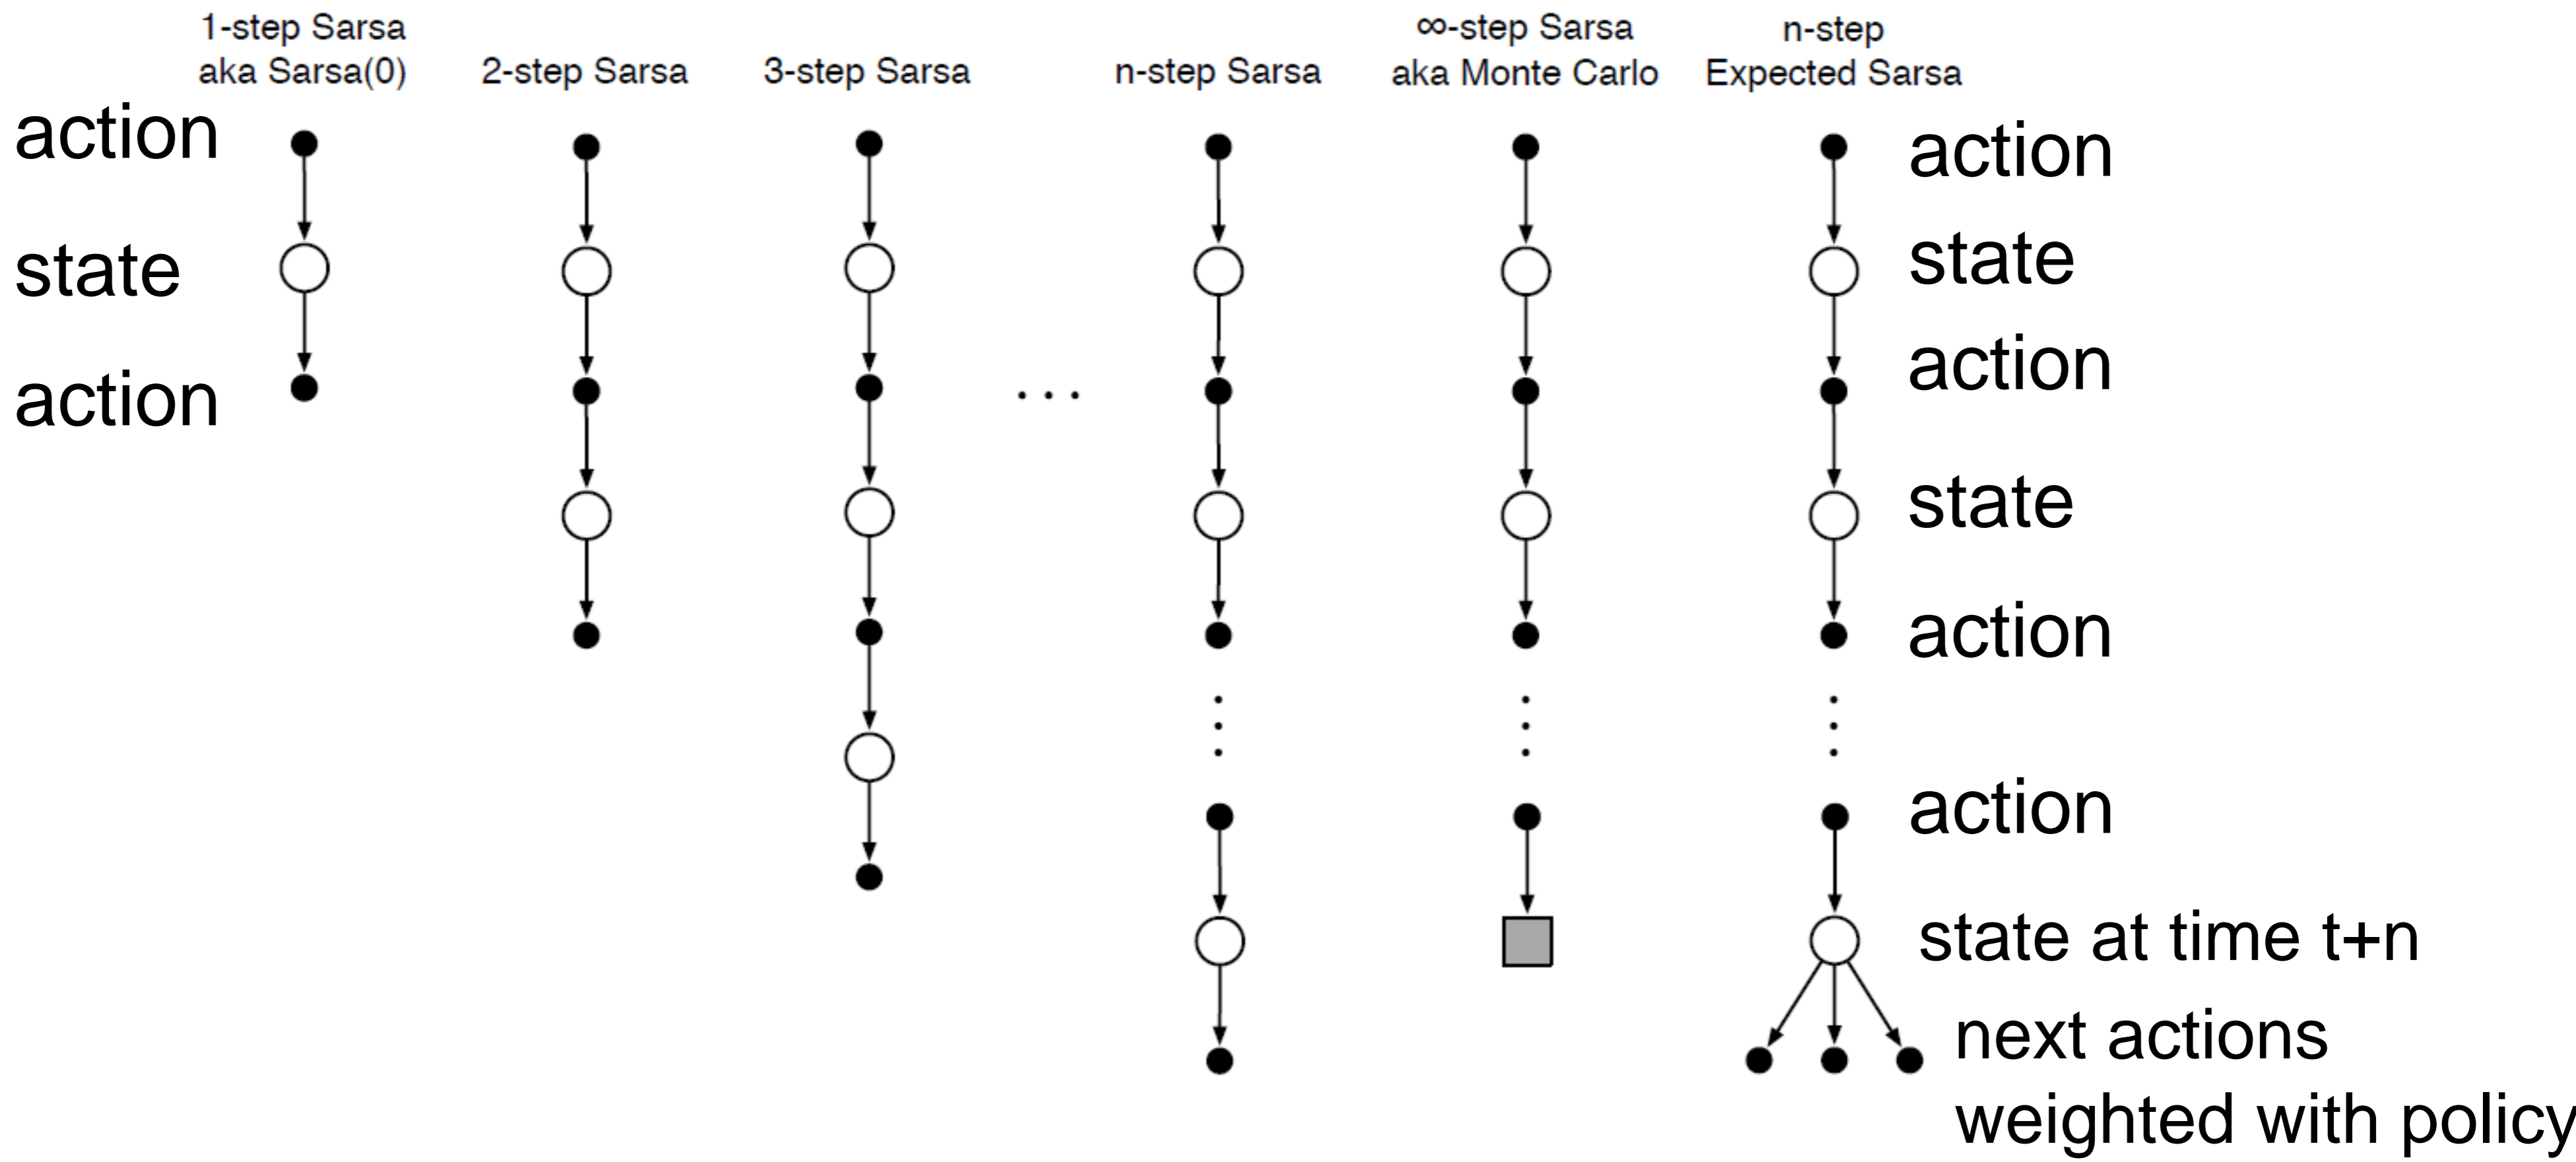 1-step Sarsa
aka Sarsa(0)
2-step Sarsa
3-step Sarsa
n-step Sarsa
∞-step Sarsa
aka Monte Carlo
n-step
Expected Sarsa
action
state
action
. . .
action
state
action
state
action
action
state at time t+n
next actions
weighted with policy